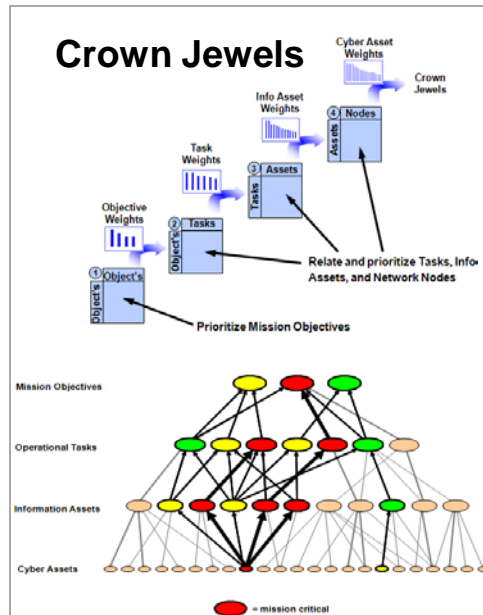 Crown Jewels
Cyber Asset
Weights
Crown
Jewels
Info Asset
Weights
4 Nodes
Assets
Task
Weights
3 Assets
Tasks
Objective
Weights
2 Tasks
Object's
Relate and prioritize Tasks, Info
Assets, and Network Nodes
1 Object's
Object's
Prioritize Mission Objectives
Mission Objectives
Operational Tasks
Information Assets
Cyber Assets
= mission critical